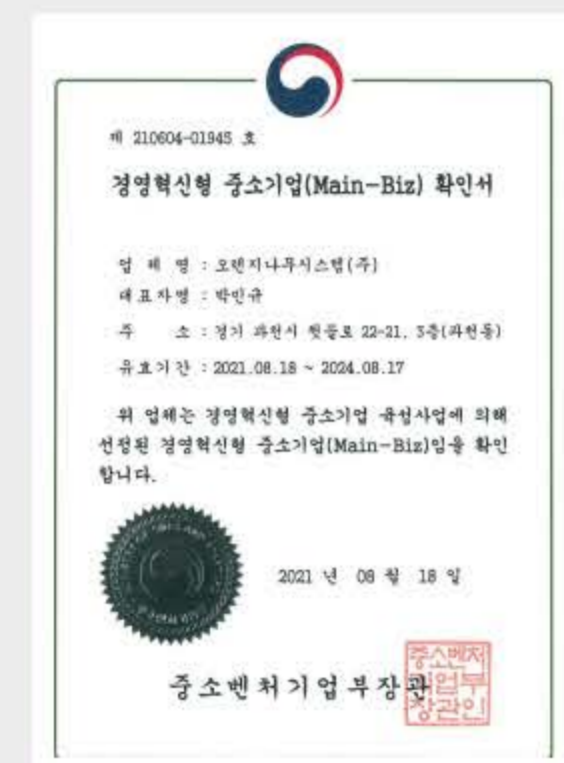 제 210604-01945 호
경영혁신형 중소기업(Main-Biz) 확인서
업 체 명 : 오렌지나무시스템(주)
대표자명 : 박민규
주 소 : 경기 과천시 뒷골로 22-21, 3층(과천동)
유효기간 : 2021.08.18 ~ 2024.08.17
위 업체는 경영혁신형 중소기업 육성사업에 의해
선정된 경영혁신형 중소기업(Main-Biz)임을 확인
합니다.
2021 년 08 월 18 일
중소벤처기업부장관
중소벤처
기업부
장관인